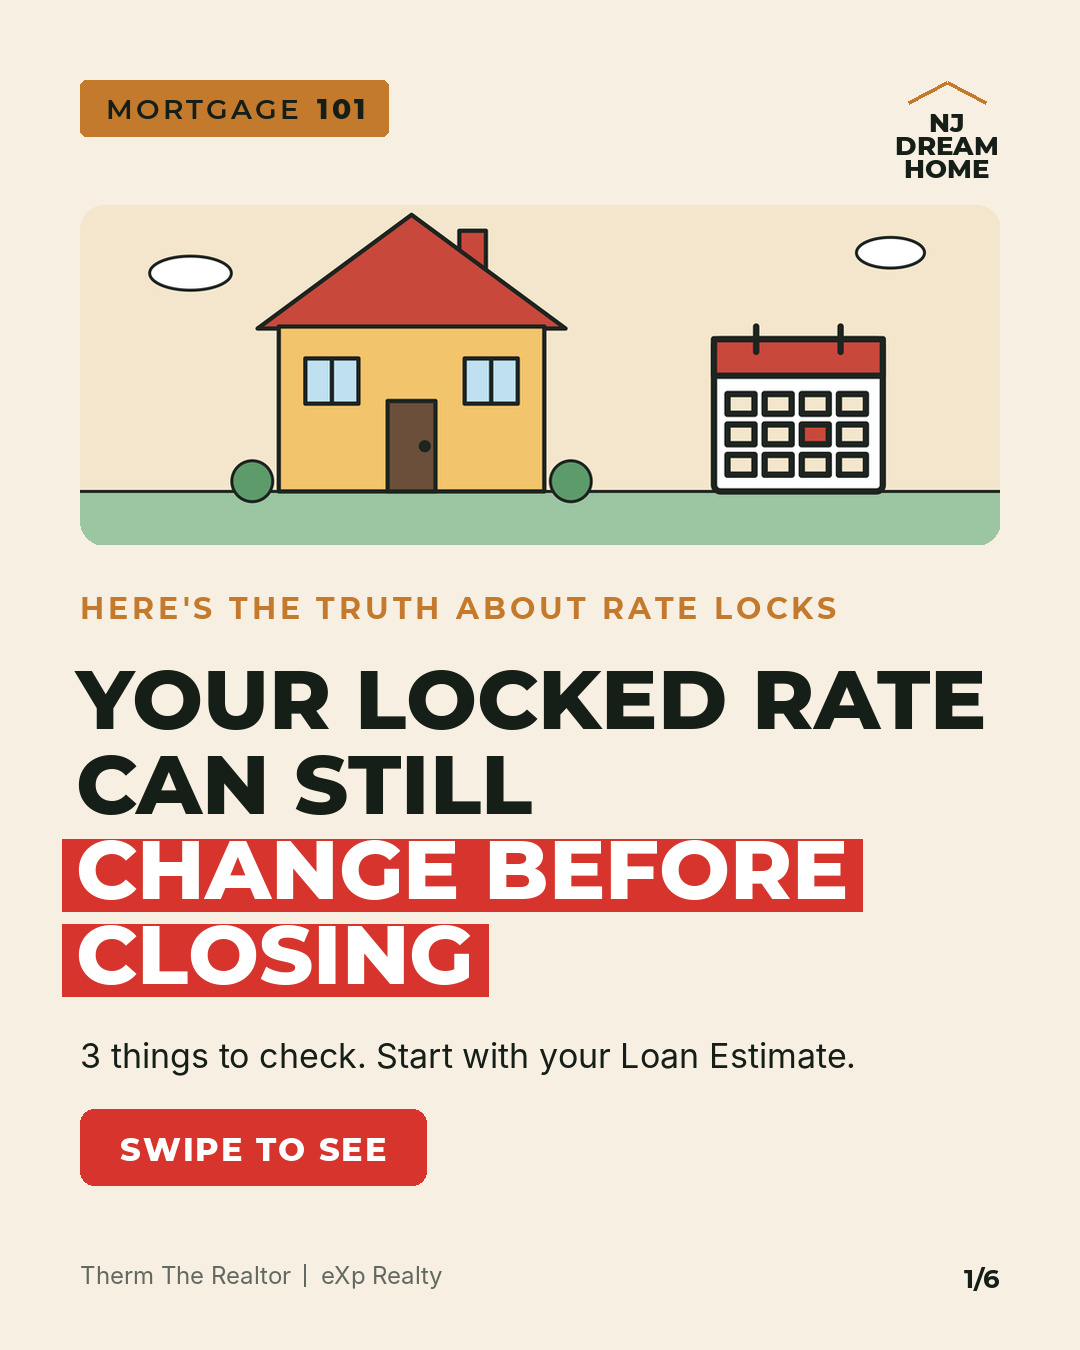 MORTGAGE 101
NJ
DREAM
HOME
HERE'S THE TRUTH ABOUT RATE LOCKS
YOUR LOCKED RATE
CAN STILL
CHANGE BEFORE
CLOSING
3 things to check. Start with your Loan Estimate.
SWIPE TO SEE
Therm The Realtor | eXp Realty
1/6